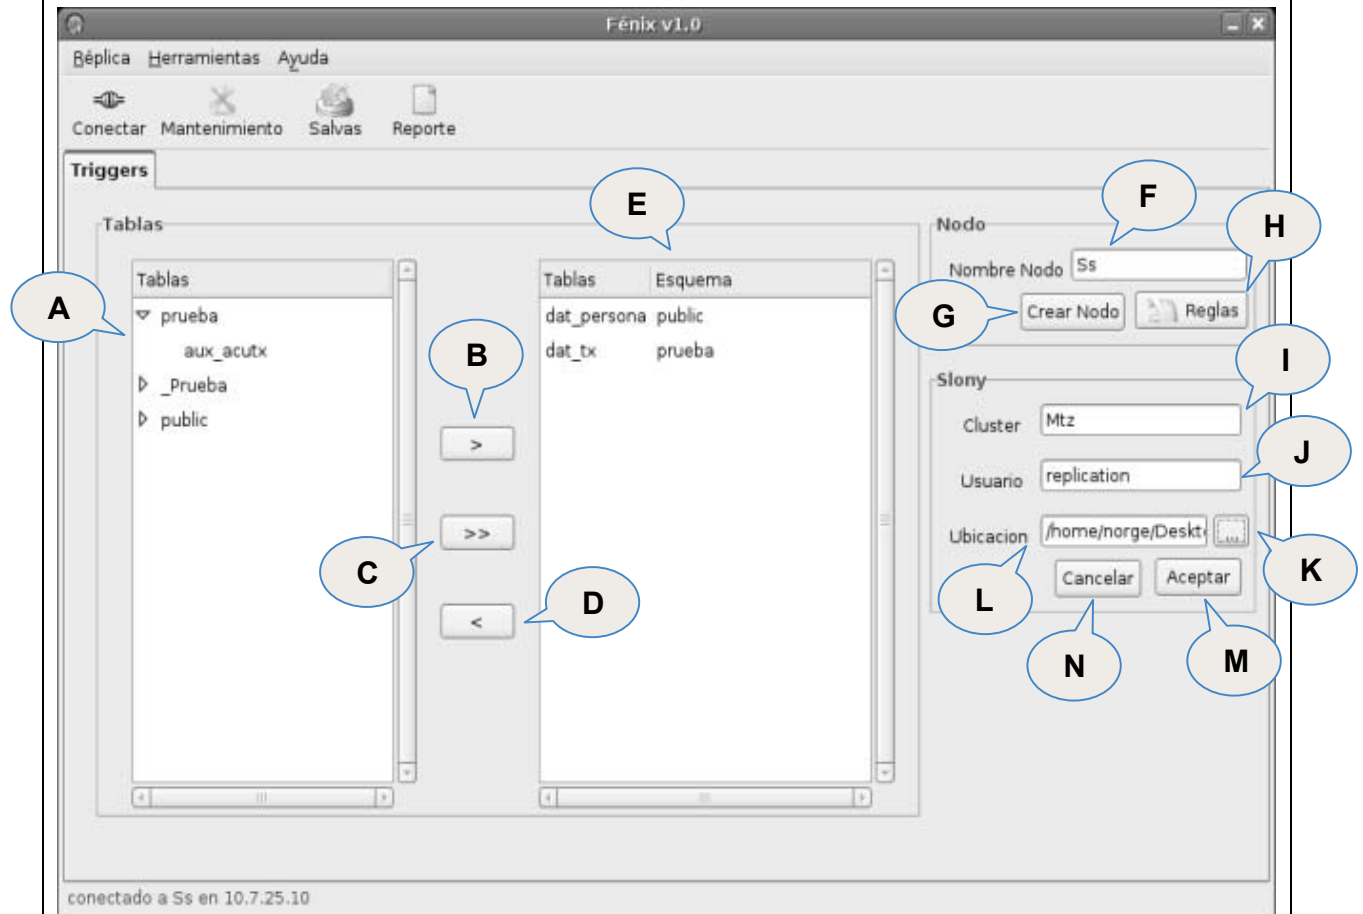 Fénix v1.0
Réplica Herramientas Ayuda
Conectar Mantenimiento Salvas Reporte
Triggers
E
F
H
Tablas
Nodo
Tablas
Tablas Esquema
Nombre Nodo Ss
A
prueba
dat_persona public
G
Crear Nodo Reglas
aux_acutx
dat_tx prueba
B
I
_Prueba
Slony
public
Cluster Mtz
>
J
Usuario replication
>>
Ubicacion /home/norge/Deskt ...
C
K
Cancelar Aceptar
D
L
<
N
M
conectado a Ss en 10.7.25.10